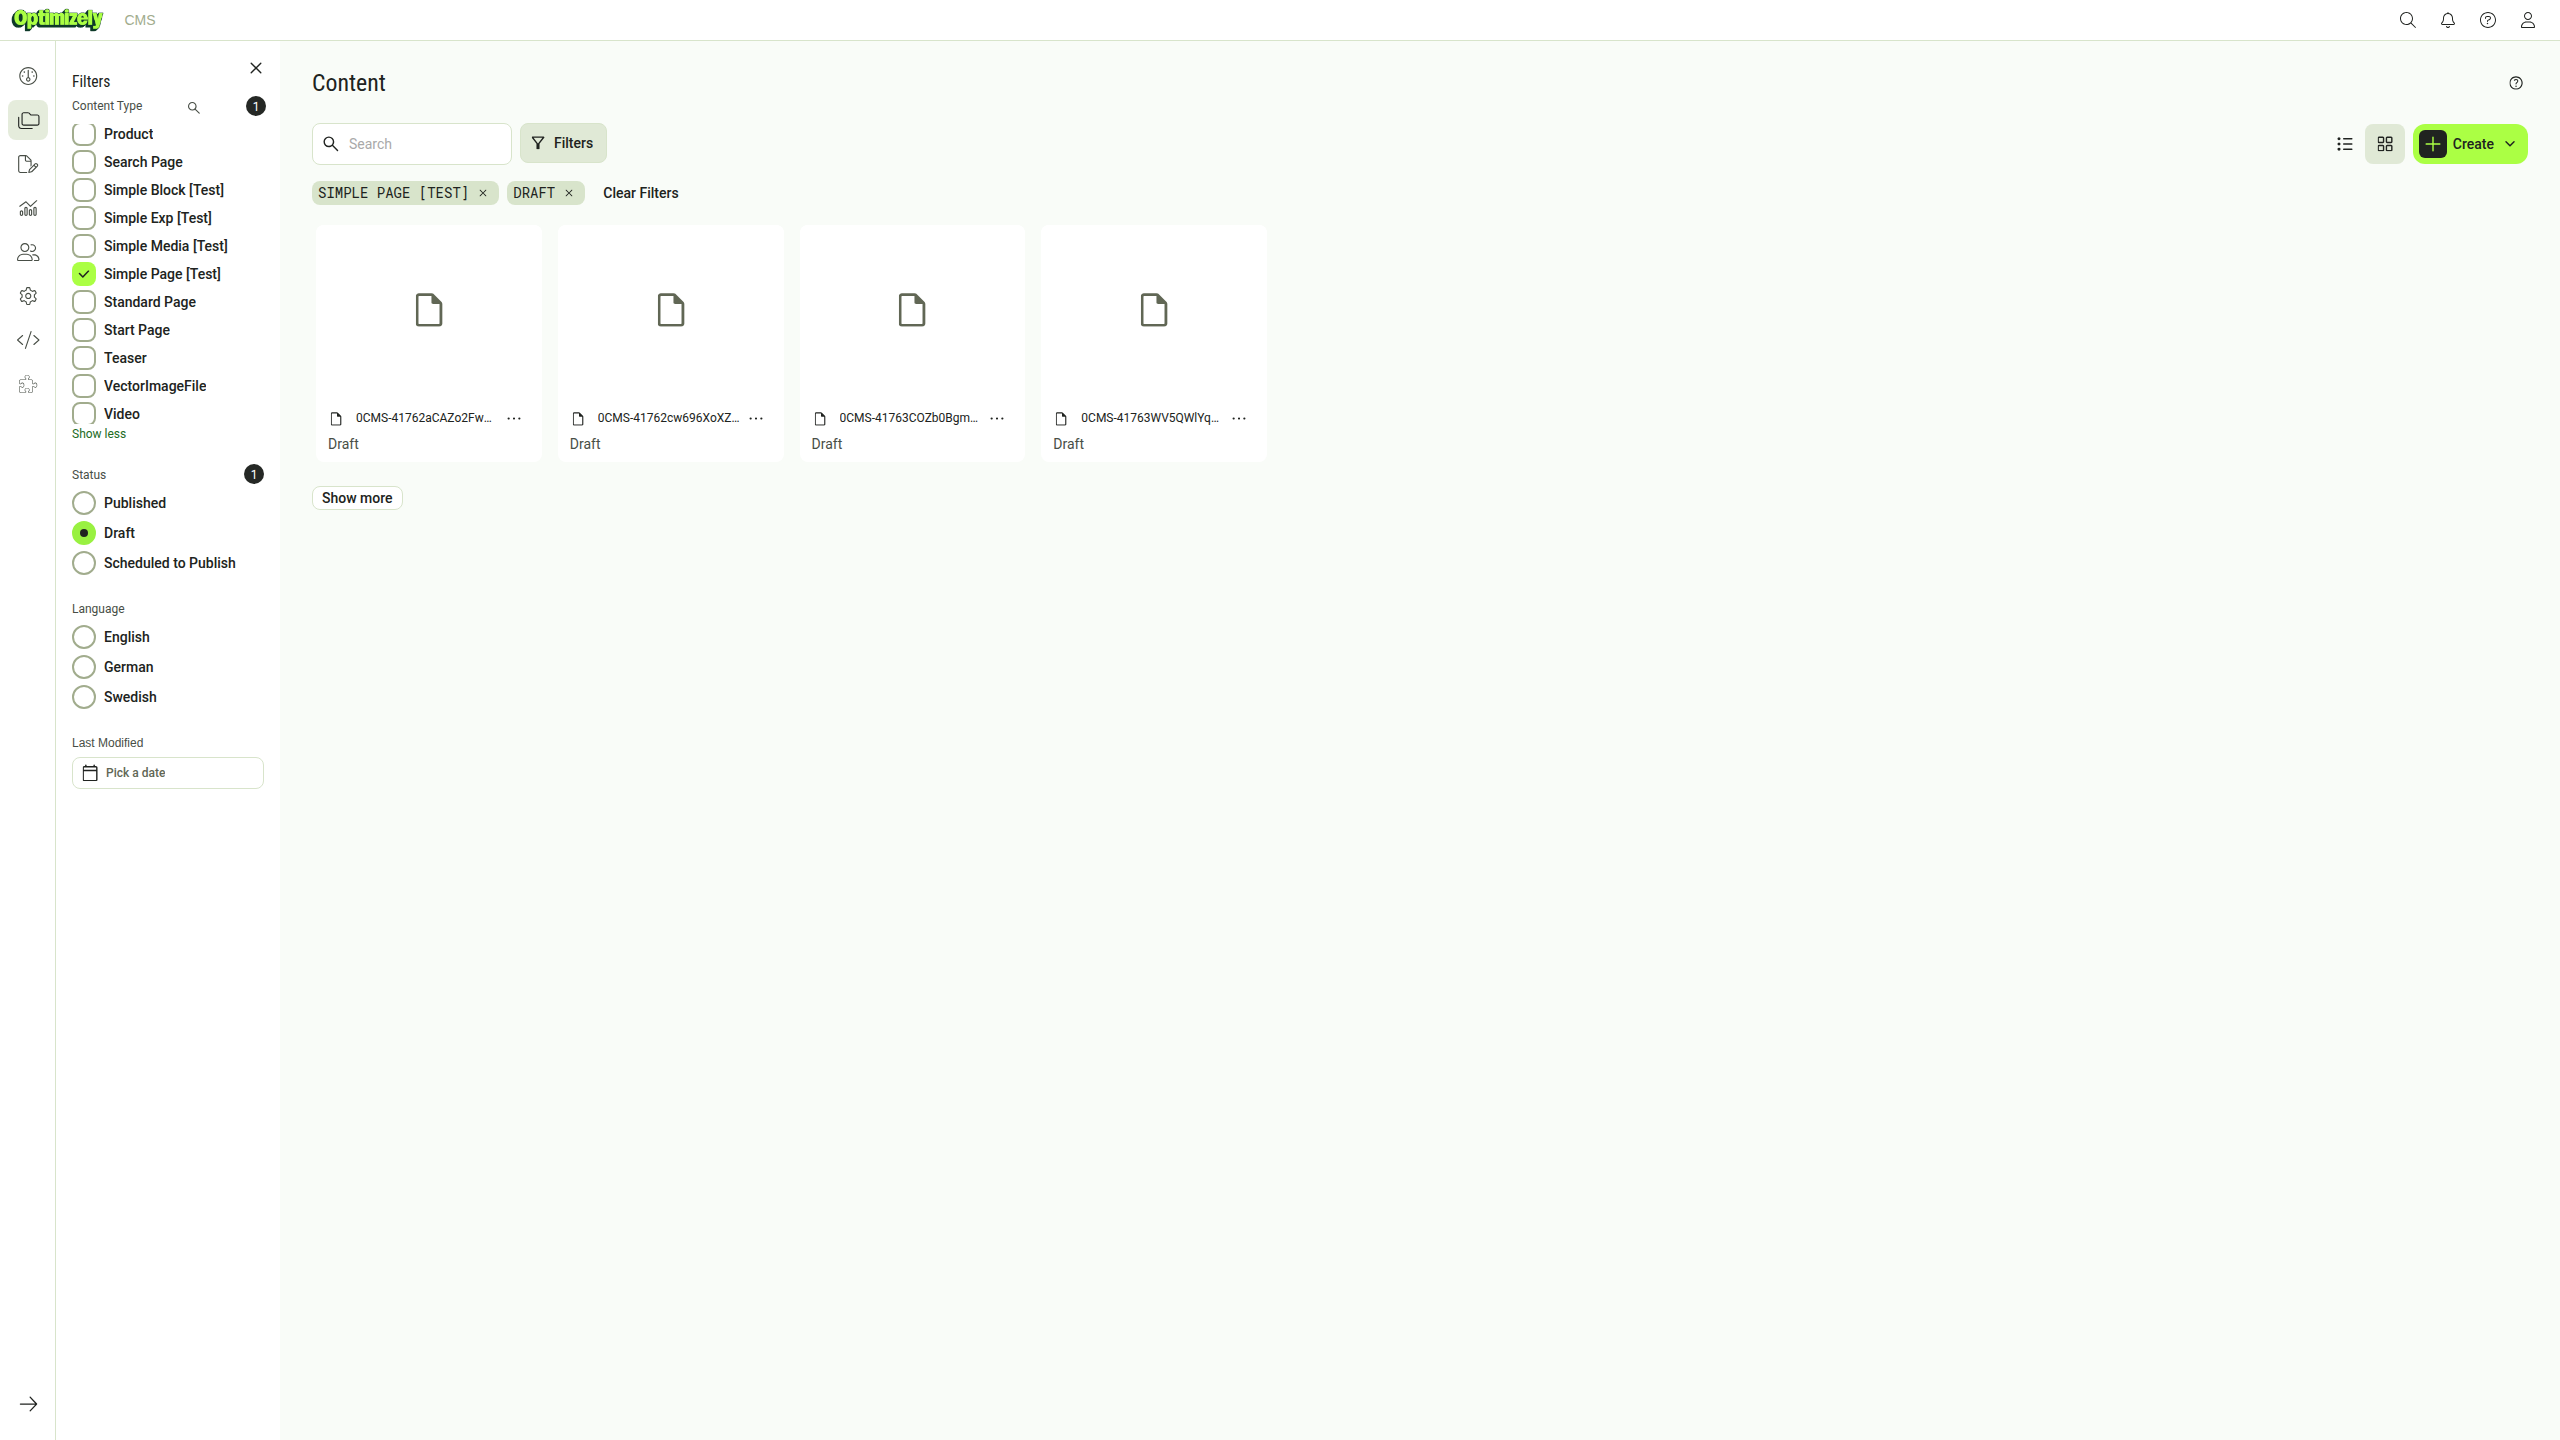 Optimizely CMS
Filters
Content Type 1
Product
Search Page
Simple Block [Test]
Simple Exp [Test]
Simple Media [Test]
Simple Page [Test]
Standard Page
Start Page
Teaser
VectorImageFile
Video
Show less
Status 1
Published
Draft
Scheduled to Publish
Language
English
German
Swedish
Last Modified
Pick a date
Content
Search Filters Create
SIMPLE PAGE [TEST] DRAFT Clear Filters
0CMS-41762aCAZo2Fw... 0CMS-41762cw696XoXZ... 0CMS-41763COZb0Bgm... 0CMS-41763WV5QWlYq...
Draft Draft Draft Draft
Show more